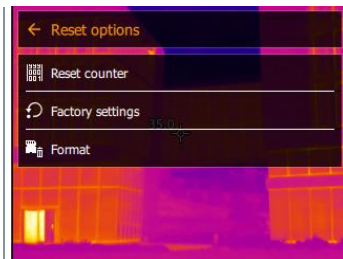 Reset options
Reset counter
Factory settings
35.0
Format